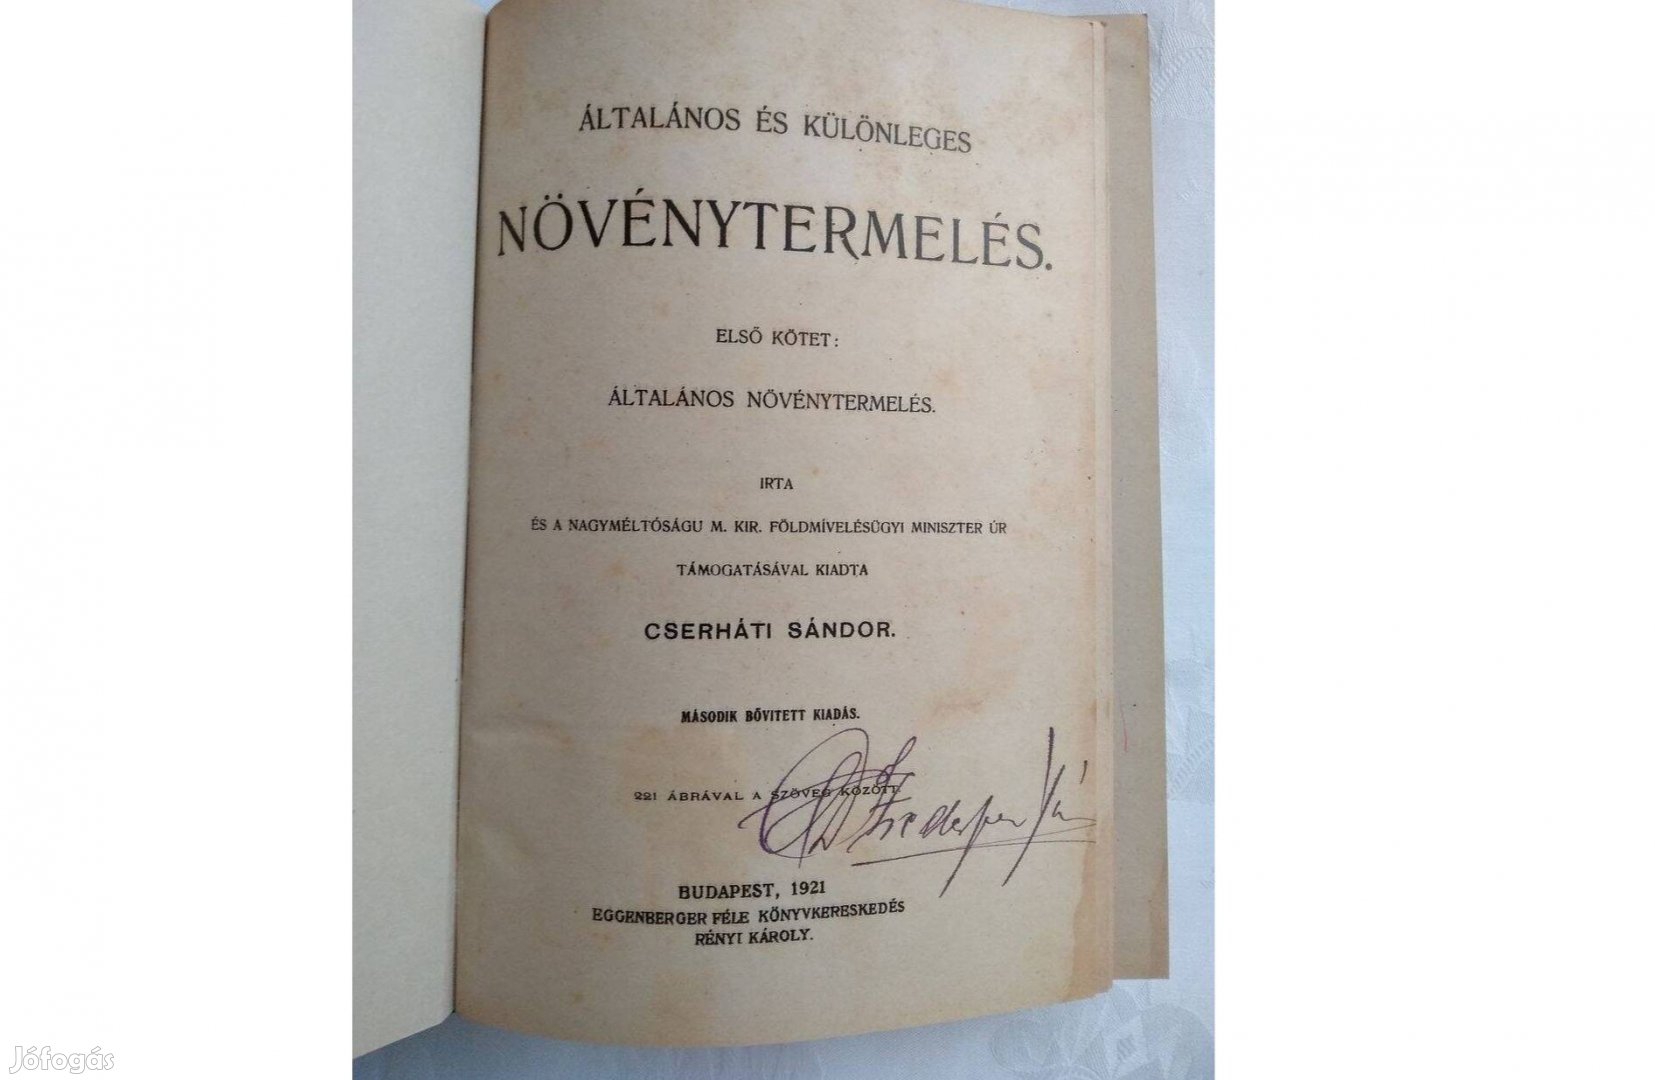 ÁLTALÁNOS ÉS KÜLÖNLEGES
NÖVÉNYTERMELÉS.
ELSŐ KÖTET:
ÁLTALÁNOS NÖVÉNYTERMELÉS.
IRTA
ÉS A NAGYMÉLTÓSÁGU M. KIR. FÖLDMÍVELÉSÜGYI MINISZTER ÚR
TÁMOGATÁSÁVAL KIADTA
CSERHÁTI SÁNDOR.
MÁSODIK BŐVITETT KIADÁS.
221 ÁBRÁVAL A SZÖVEG KÖZÖTT.
BUDAPEST, 1921
EGGENBERGER FÉLE KÖNYVKERESKEDÉS
RÉNYI KÁROLY.
Jófogás